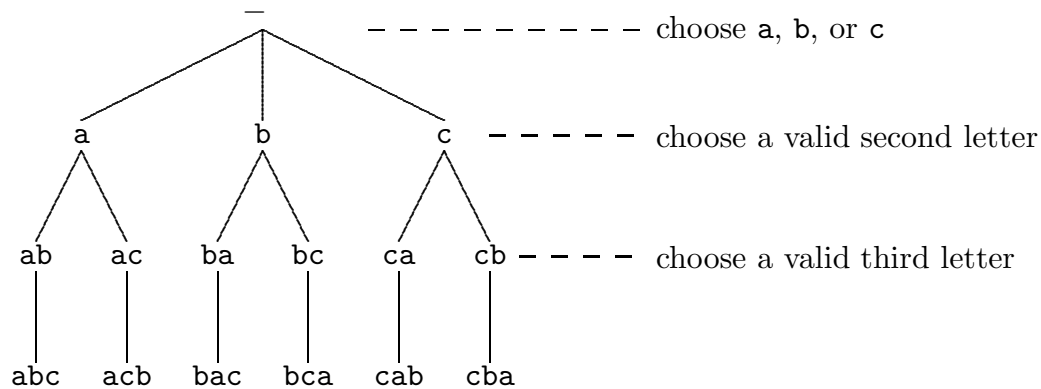 _ choose a, b, or c
a b c choose a valid second letter
ab ac ba bc ca cb choose a valid third letter
abc acb bac bca cab cba